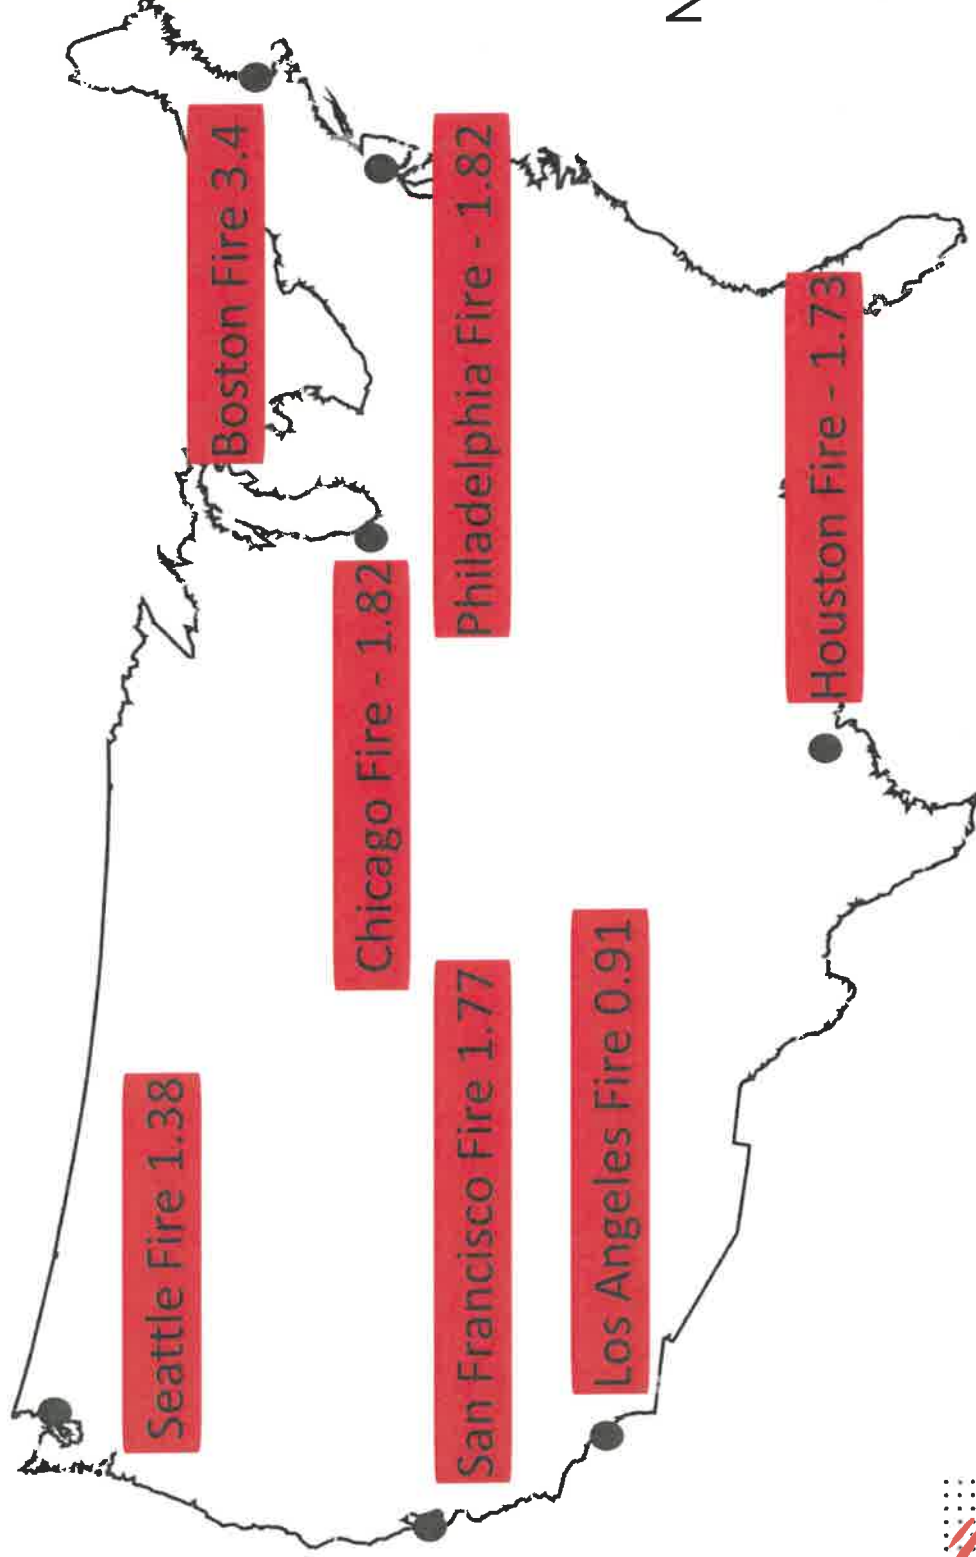 Seattle Fire 1.38
Boston Fire 3.4
Chicago Fire - 1.82
San Francisco Fire 1.77
Philadelphia Fire - 1.82
Los Angeles Fire 0.91
Houston Fire - 1.73